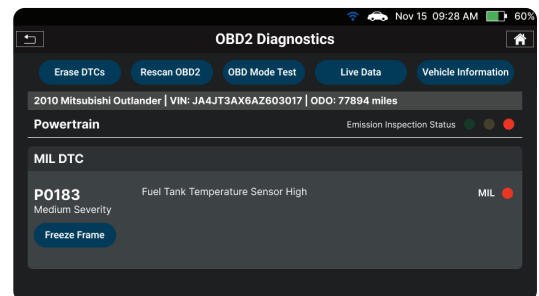 Nov 15 09:28 AM 60%
OBD2 Diagnostics
Erase DTCs Rescan OBD2 OBD Mode Test Live Data Vehicle Information
2010 Mitsubishi Outlander | VIN: JA4JT3AX6AZ603017 | ODO: 77894 miles
Powertrain Emission Inspection Status
MIL DTC
P0183 Fuel Tank Temperature Sensor High MIL
Medium Severity
Freeze Frame